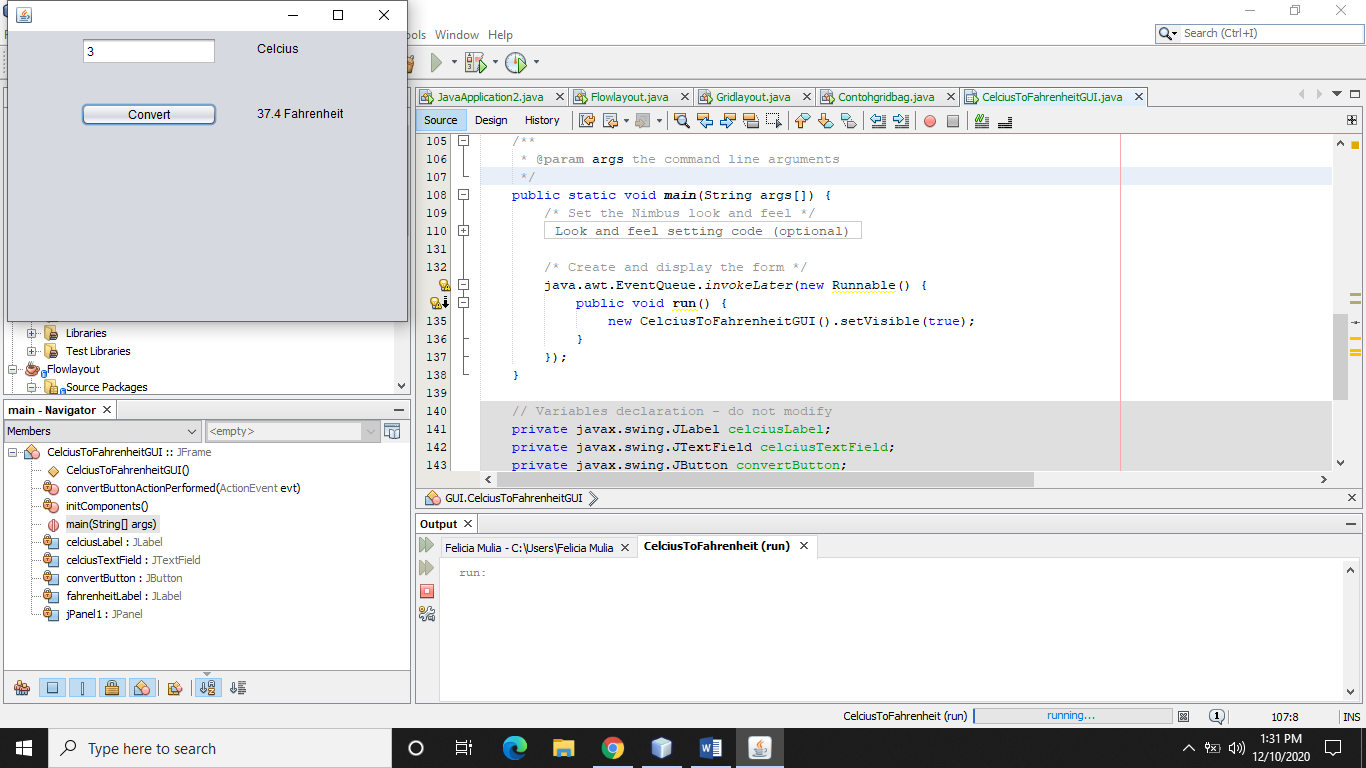 3
Celcius
Convert
37.4 Fahrenheit
ools Window Help
Search (Ctrl+I)
JavaApplication2.java
Flowlayout.java
Gridlayout.java
Contohgridbag.java
CelciusToFahrenheitGUI.java
Source Design History
105 /**
106 * @param args the command line arguments
107 */
108 public static void main(String args[]) {
109 /* Set the Nimbus look and feel */
110 Look and feel setting code (optional)
131
132 /* Create and display the form */
java.awt.EventQueue.invokeLater(new Runnable() {
public void run() {
135 new CelciusToFahrenheitGUI().setVisible(true);
136 }
137 });
138 }
139
140 // Variables declaration - do not modify
141 private javax.swing.JLabel celciusLabel;
142 private javax.swing.JTextField celciusTextField;
143 private javax.swing.JButton convertButton;
GUI.CelciusToFahrenheitGUI
Libraries
Test Libraries
Flowlayout
Source Packages
main - Navigator
Members
<empty>
CelciusToFahrenheitGUI :: JFrame
CelciusToFahrenheitGUI()
convertButtonActionPerformed(ActionEvent evt)
initComponents()
main(String[] args)
celciusLabel : JLabel
celciusTextField : JTextField
convertButton : JButton
fahrenheitLabel : JLabel
jPanel1 : JPanel
Output
Felicia Mulia - C:\Users\Felicia Mulia
CelciusToFahrenheit (run)
run:
CelciusToFahrenheit (run)
running...
1
107:8
INS
Type here to search
1:31 PM
12/10/2020